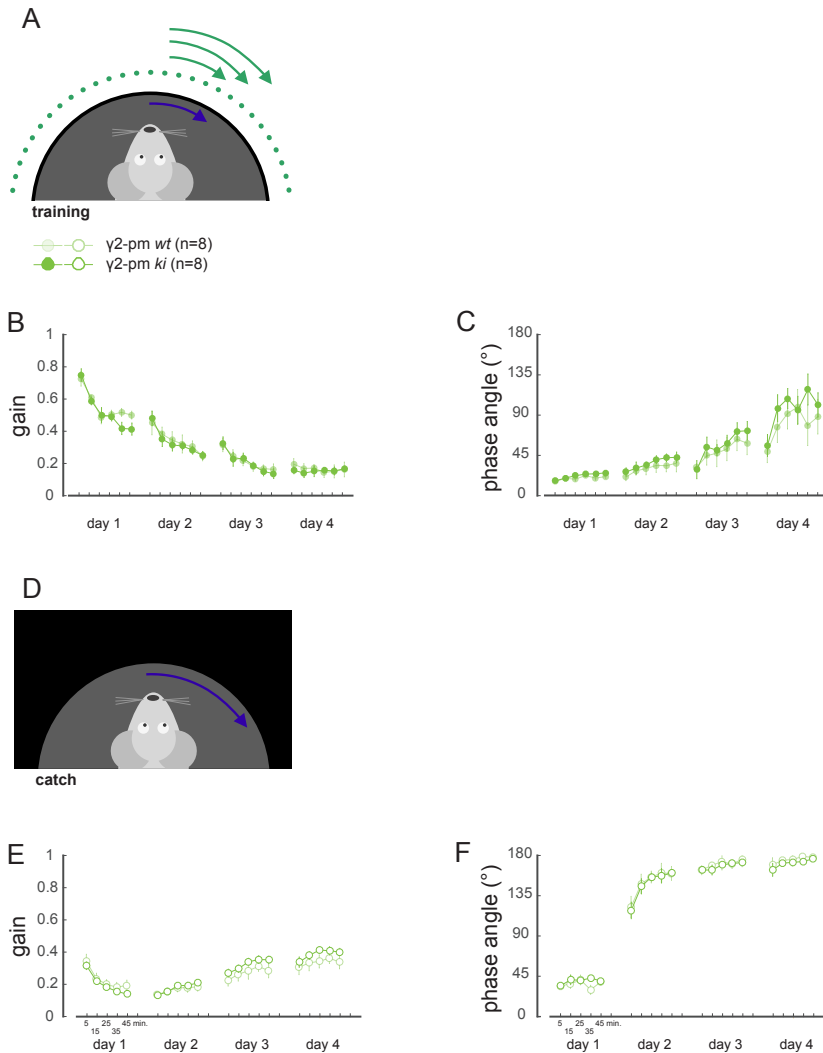 A
training
γ2-pm wt (n=8)
γ2-pm ki (n=8)
B
gain
1
0.8
0.6
0.4
0.2
0
day 1
day 2
day 3
day 4
C
phase angle (°)
180
135
90
45
0
day 1
day 2
day 3
day 4
D
catch
E
gain
1
0.8
0.6
0.4
0.2
0
5
15
25
35
45 min.
day 1
day 2
day 3
day 4
F
phase angle (°)
180
135
90
45
0
5
15
25
35
45 min.
day 1
day 2
day 3
day 4